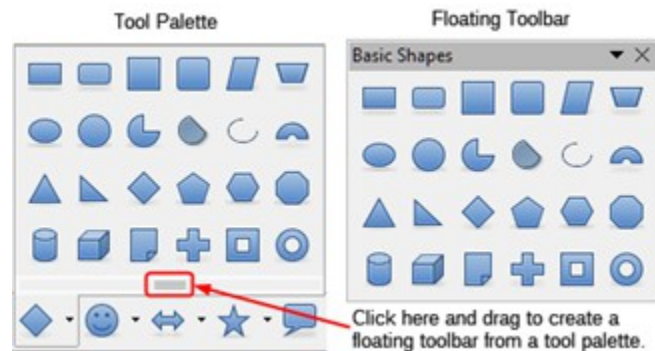 Tool Palette
Floating Toolbar
Basic Shapes
Click here and drag to create a
floating toolbar from a tool palette.